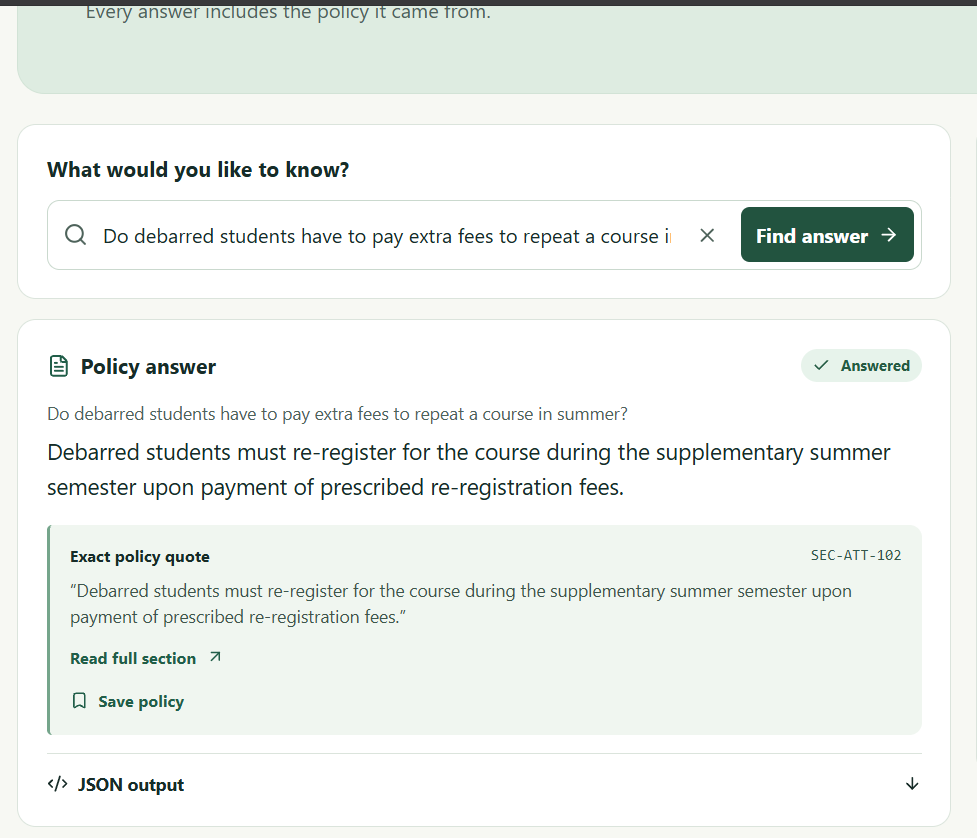 Every answer includes the policy it came from.
What would you like to know?
Do debarred students have to pay extra fees to repeat a course i
Find answer →
Policy answer
✓ Answered
Do debarred students have to pay extra fees to repeat a course in summer?
Debarred students must re-register for the course during the supplementary summer
semester upon payment of prescribed re-registration fees.
Exact policy quote
SEC-ATT-102
“Debarred students must re-register for the course during the supplementary summer semester upon
payment of prescribed re-registration fees.”
Read full section ↗
Save policy
</> JSON output ↓